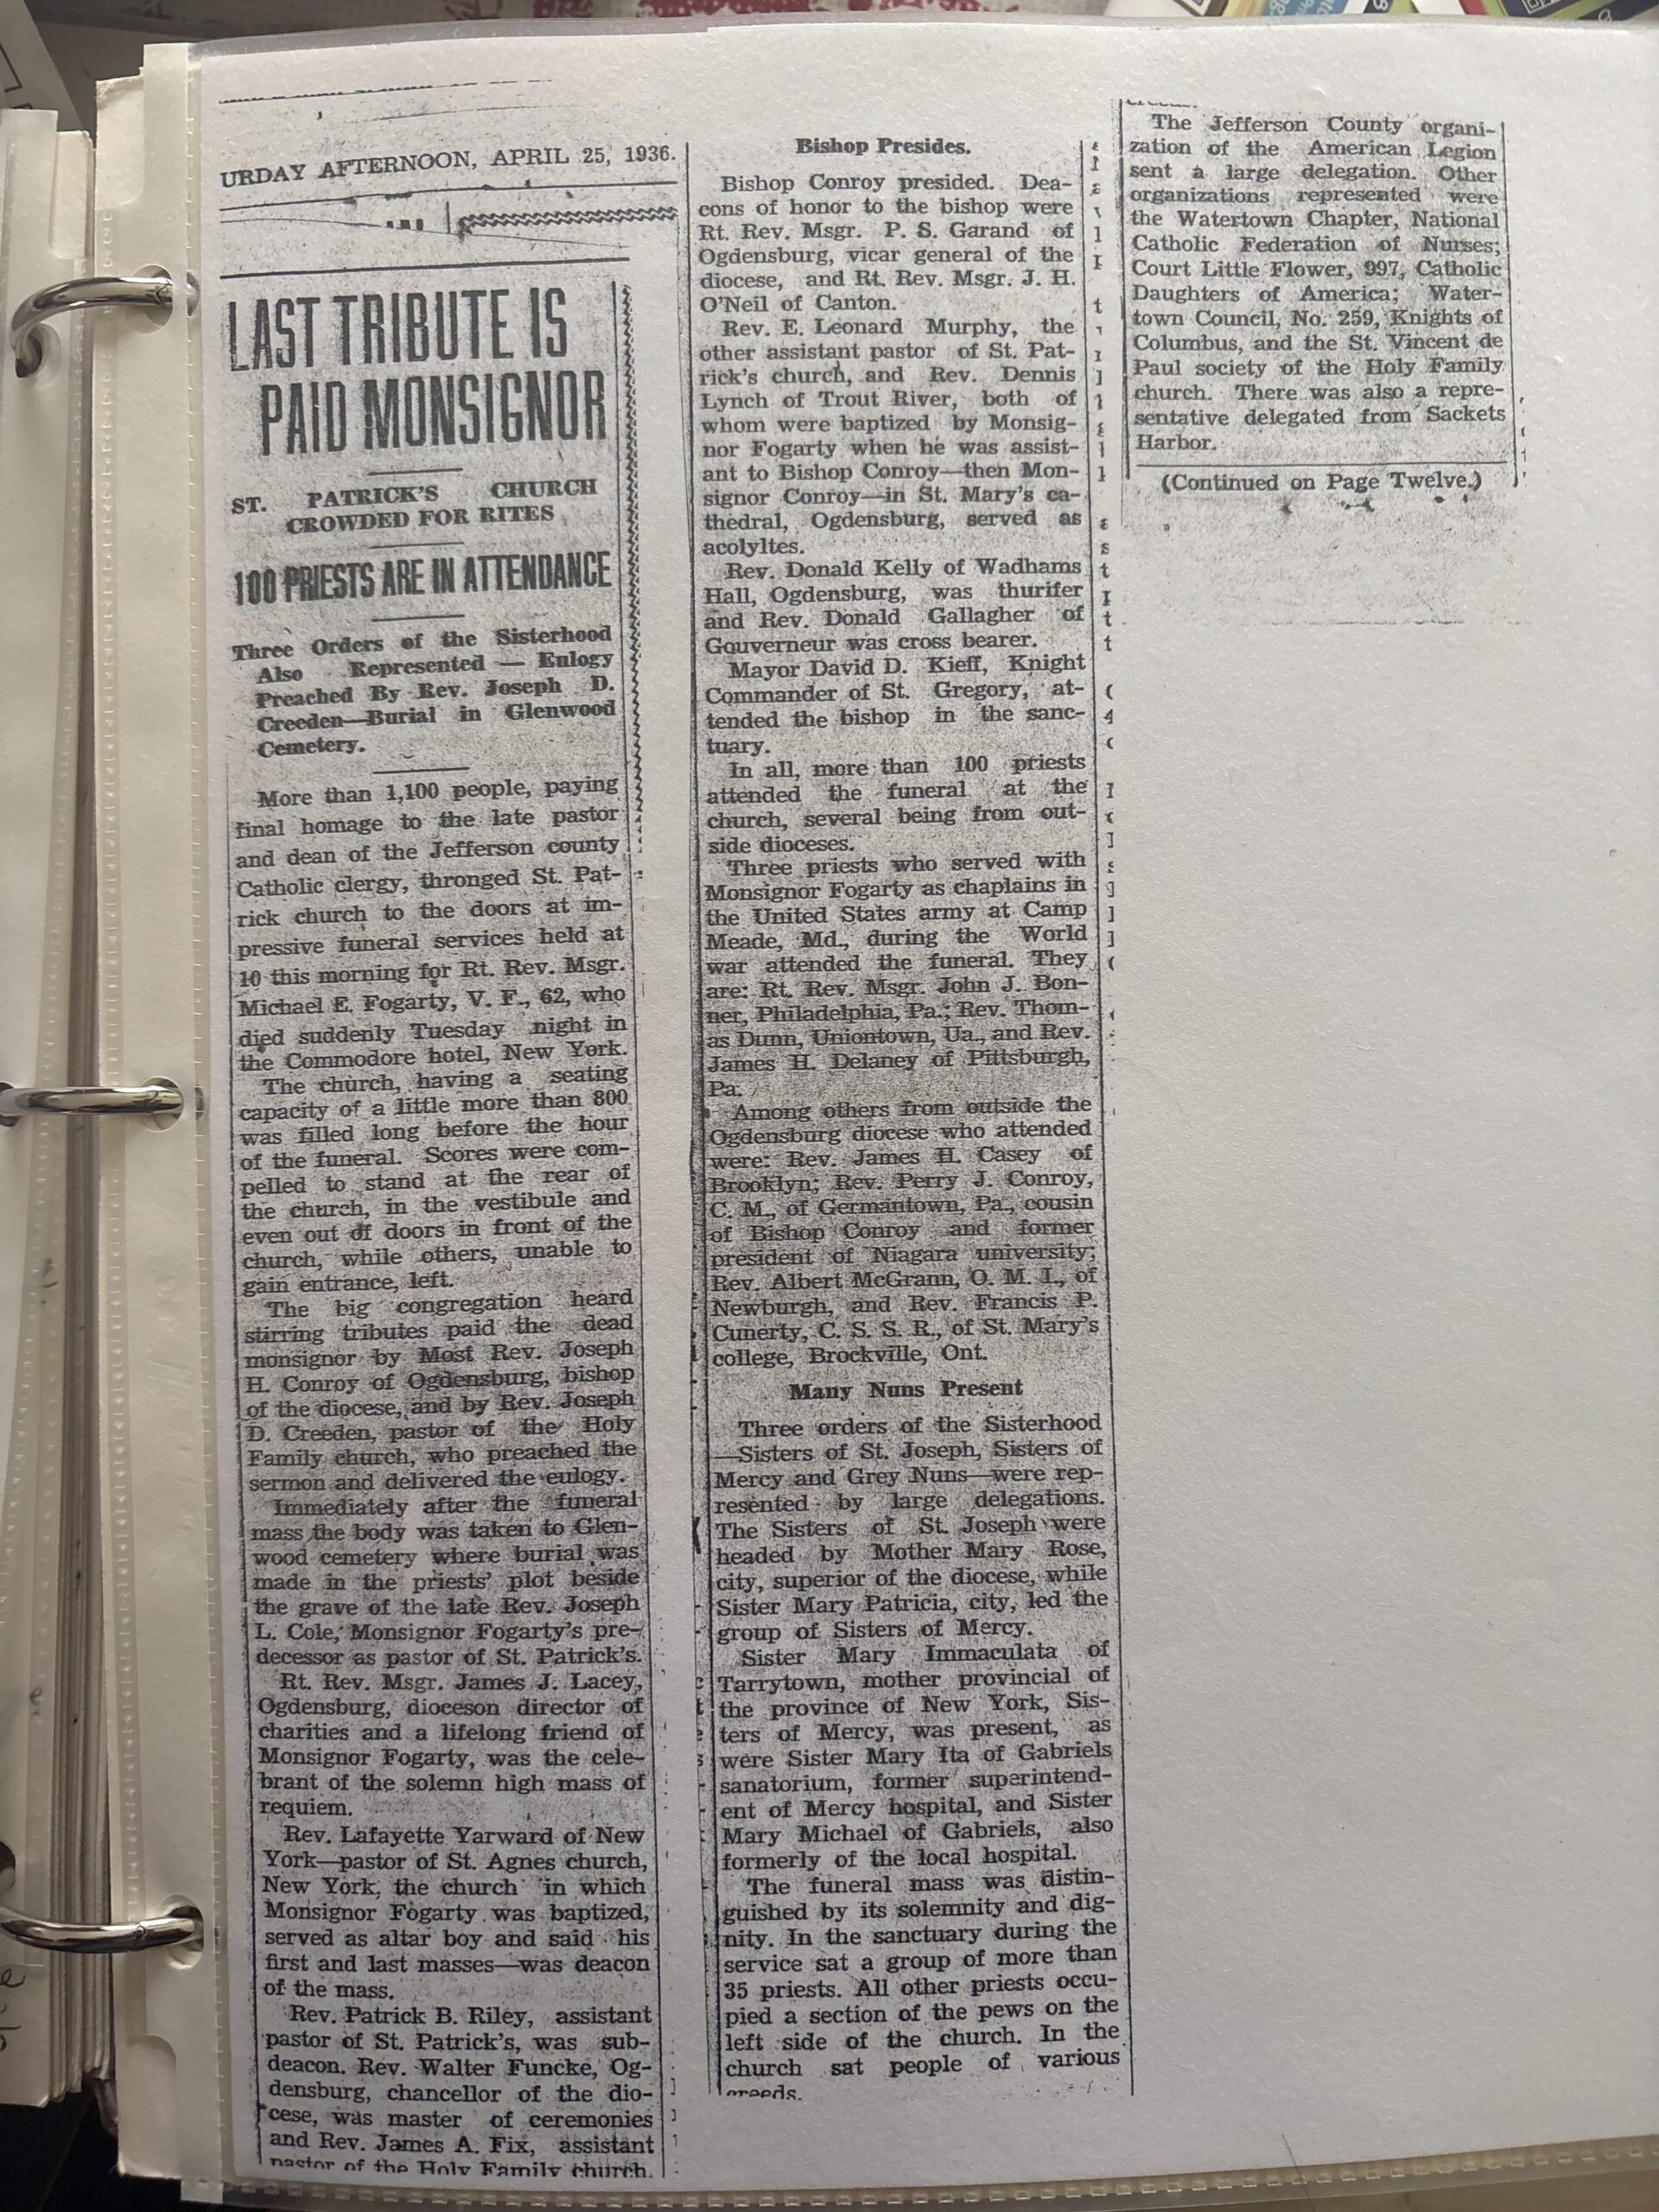 URDAY AFTERNOON, APRIL 25, 1936.
LAST TRIBUTE IS
PAID MONSIGNOR
ST. PATRICK'S CHURCH
CROWDED FOR RITES
100 PRIESTS ARE IN ATTENDANCE
Three Orders of the Sisterhood
Also Represented — Eulogy
Preached By Rev. Joseph D.
Creeden—Burial in Glenwood
Cemetery.
More than 1,100 people, paying
final homage to the late pastor
and dean of the Jefferson county
Catholic clergy, thronged St. Pat-
rick church to the doors at im-
pressive funeral services held at
10 this morning for Rt. Rev. Msgr.
Michael E. Fogarty, V. F., 62, who
died suddenly Tuesday night in
the Commodore hotel, New York.
The church, having a seating
capacity of a little more than 800
was filled long before the hour
of the funeral. Scores were com-
pelled to stand at the rear of
the church, in the vestibule and
even out of doors in front of the
church, while others, unable to
gain entrance, left.
The big congregation heard
stirring tributes paid the dead
monsignor by Most Rev. Joseph
H. Conroy of Ogdensburg, bishop
of the diocese, and by Rev. Joseph
D. Creeden, pastor of the Holy
Family church, who preached the
sermon and delivered the eulogy.
Immediately after the funeral
mass the body was taken to Glen-
wood cemetery where burial was
made in the priests' plot beside
the grave of the late Rev. Joseph
L. Cole, Monsignor Fogarty's pre-
decessor as pastor of St. Patrick's.
Rt. Rev. Msgr. James J. Lacey,
Ogdensburg, dioceson director of
charities and a lifelong friend of
Monsignor Fogarty, was the cele-
brant of the solemn high mass of
requiem.
Rev. Lafayette Yarward of New
York—pastor of St. Agnes church,
New York, the church in which
Monsignor Fogarty was baptized,
served as altar boy and said his
first and last masses—was deacon
of the mass.
Rev. Patrick B. Riley, assistant
pastor of St. Patrick's, was sub-
deacon. Rev. Walter Funcke, Og-
densburg, chancellor of the dio-
cese, was master of ceremonies
and Rev. James A. Fix, assistant
pastor of the Holy Family church.
Bishop Presides.
Bishop Conroy presided. Dea-
cons of honor to the bishop were
Rt. Rev. Msgr. P. S. Garand of
Ogdensburg, vicar general of the
diocese, and Rt. Rev. Msgr. J. H.
O'Neil of Canton.
Rev. E. Leonard Murphy, the
other assistant pastor of St. Pat-
rick's church, and Rev. Dennis
Lynch of Trout River, both of
whom were baptized by Monsig-
nor Fogarty when he was assist-
ant to Bishop Conroy—then Mon-
signor Conroy—in St. Mary's ca-
thedral, Ogdensburg, served as
acolyltes.
Rev. Donald Kelly of Wadhams
Hall, Ogdensburg, was thurifer
and Rev. Donald Gallagher of
Gouverneur was cross bearer.
Mayor David D. Kieff, Knight
Commander of St. Gregory, at-
tended the bishop in the sanc-
tuary.
In all, more than 100 priests
attended the funeral at the
church, several being from out-
side dioceses.
Three priests who served with
Monsignor Fogarty as chaplains in
the United States army at Camp
Meade, Md., during the World
war attended the funeral. They
are: Rt. Rev. Msgr. John J. Bon-
ner, Philadelphia, Pa.; Rev. Thom-
as Dunn, Uniontown, Ua., and Rev.
James H. Delaney of Pittsburgh,
Pa.
Among others from outside the
Ogdensburg diocese who attended
were: Rev. James H. Casey of
Brooklyn; Rev. Perry J. Conroy,
C. M., of Germantown, Pa., cousin
of Bishop Conroy and former
president of Niagara university;
Rev. Albert McGrann, O. M. I., of
Newburgh, and Rev. Francis P.
Cunerty, C. S. S. R., of St. Mary's
college, Brockville, Ont.
Many Nuns Present
Three orders of the Sisterhood
—Sisters of St. Joseph, Sisters of
Mercy and Grey Nuns—were rep-
resented by large delegations.
The Sisters of St. Joseph were
headed by Mother Mary Rose,
city, superior of the diocese, while
Sister Mary Patricia, city, led the
group of Sisters of Mercy.
Sister Mary Immaculata of
Tarrytown, mother provincial of
the province of New York, Sis-
ters of Mercy, was present, as
were Sister Mary Ita of Gabriels
sanatorium, former superintend-
ent of Mercy hospital, and Sister
Mary Michael of Gabriels, also
formerly of the local hospital.
The funeral mass was distin-
guished by its solemnity and dig-
nity. In the sanctuary during the
service sat a group of more than
35 priests. All other priests occu-
pied a section of the pews on the
left side of the church. In the
church sat people of various
creeds.
The Jefferson County organi-
zation of the American Legion
sent a large delegation. Other
organizations represented were
the Watertown Chapter, National
Catholic Federation of Nurses;
Court Little Flower, 997, Catholic
Daughters of America; Water-
town Council, No. 259, Knights of
Columbus, and the St. Vincent de
Paul society of the Holy Family
church. There was also a repre-
sentative delegated from Sackets
Harbor.
(Continued on Page Twelve.)